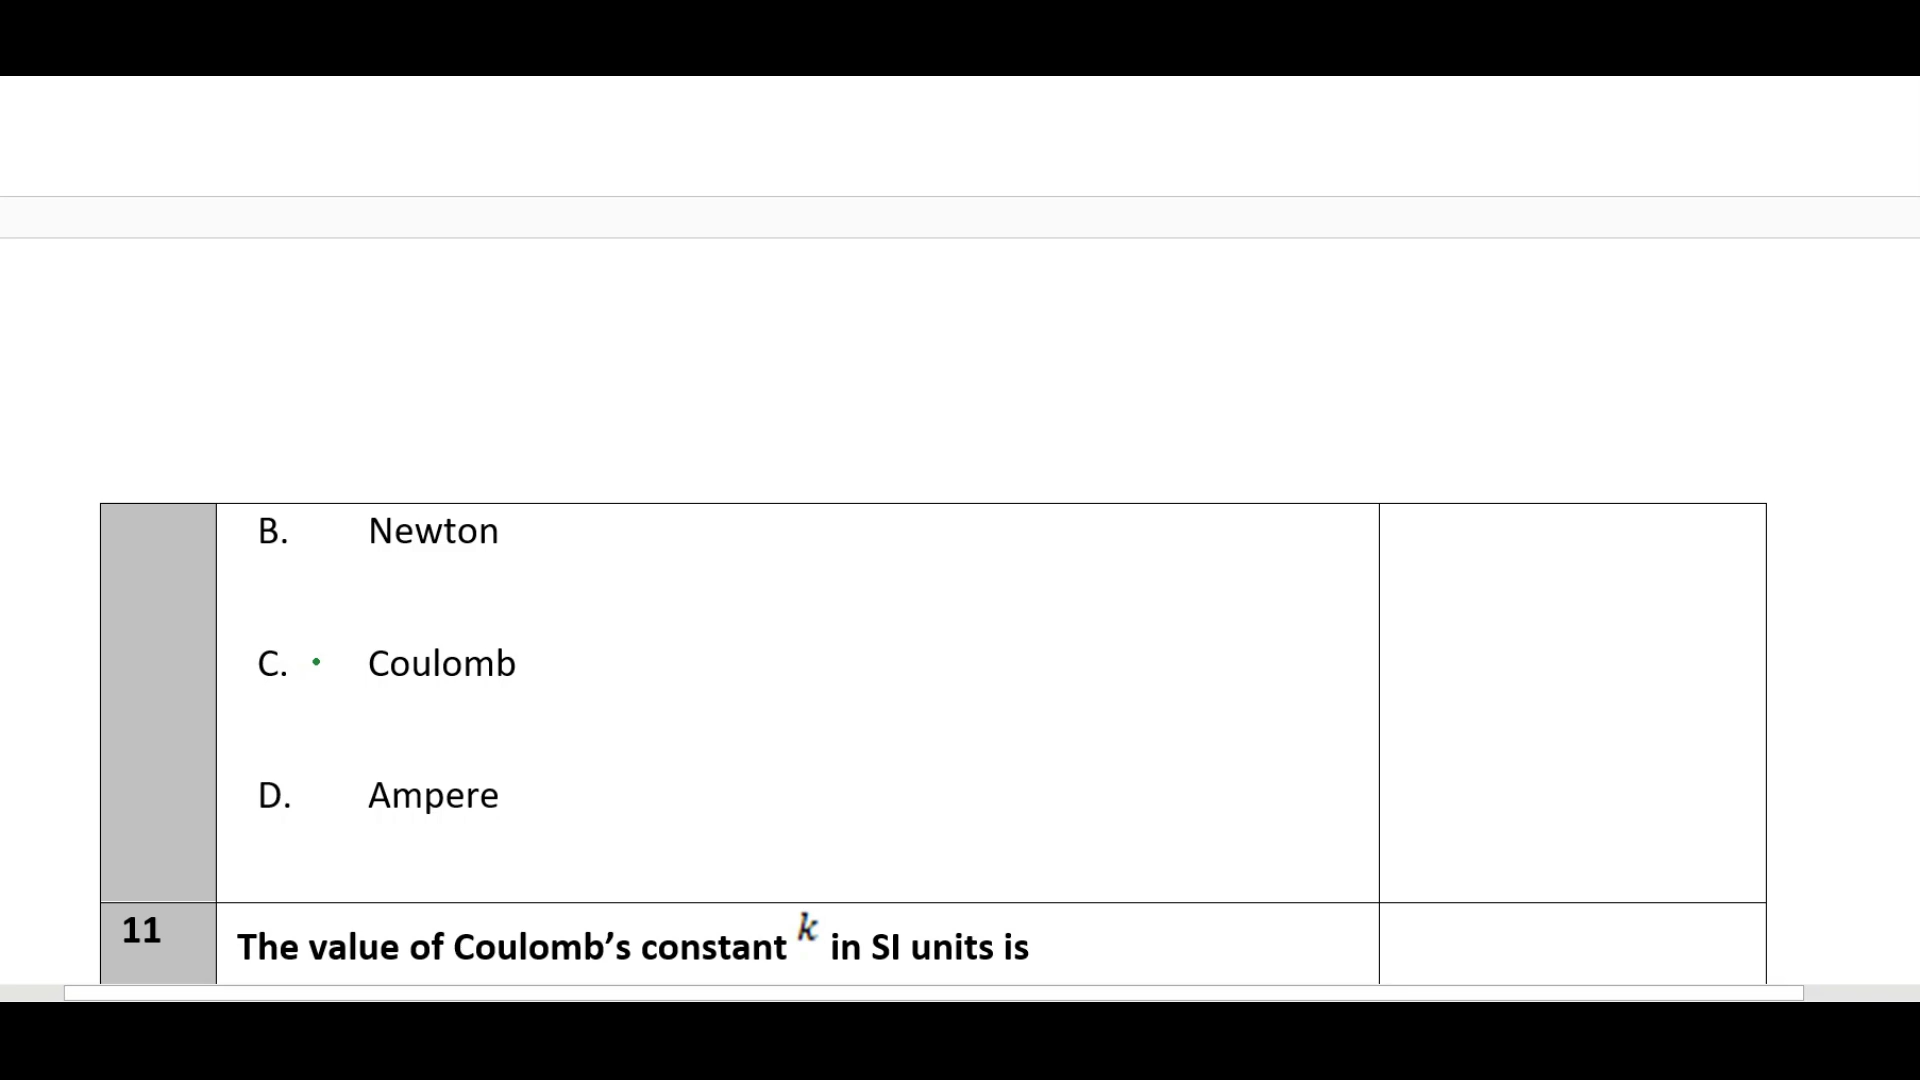 B. Newton
C. Coulomb
D. Ampere
11 The value of Coulomb’s constant k in SI units is